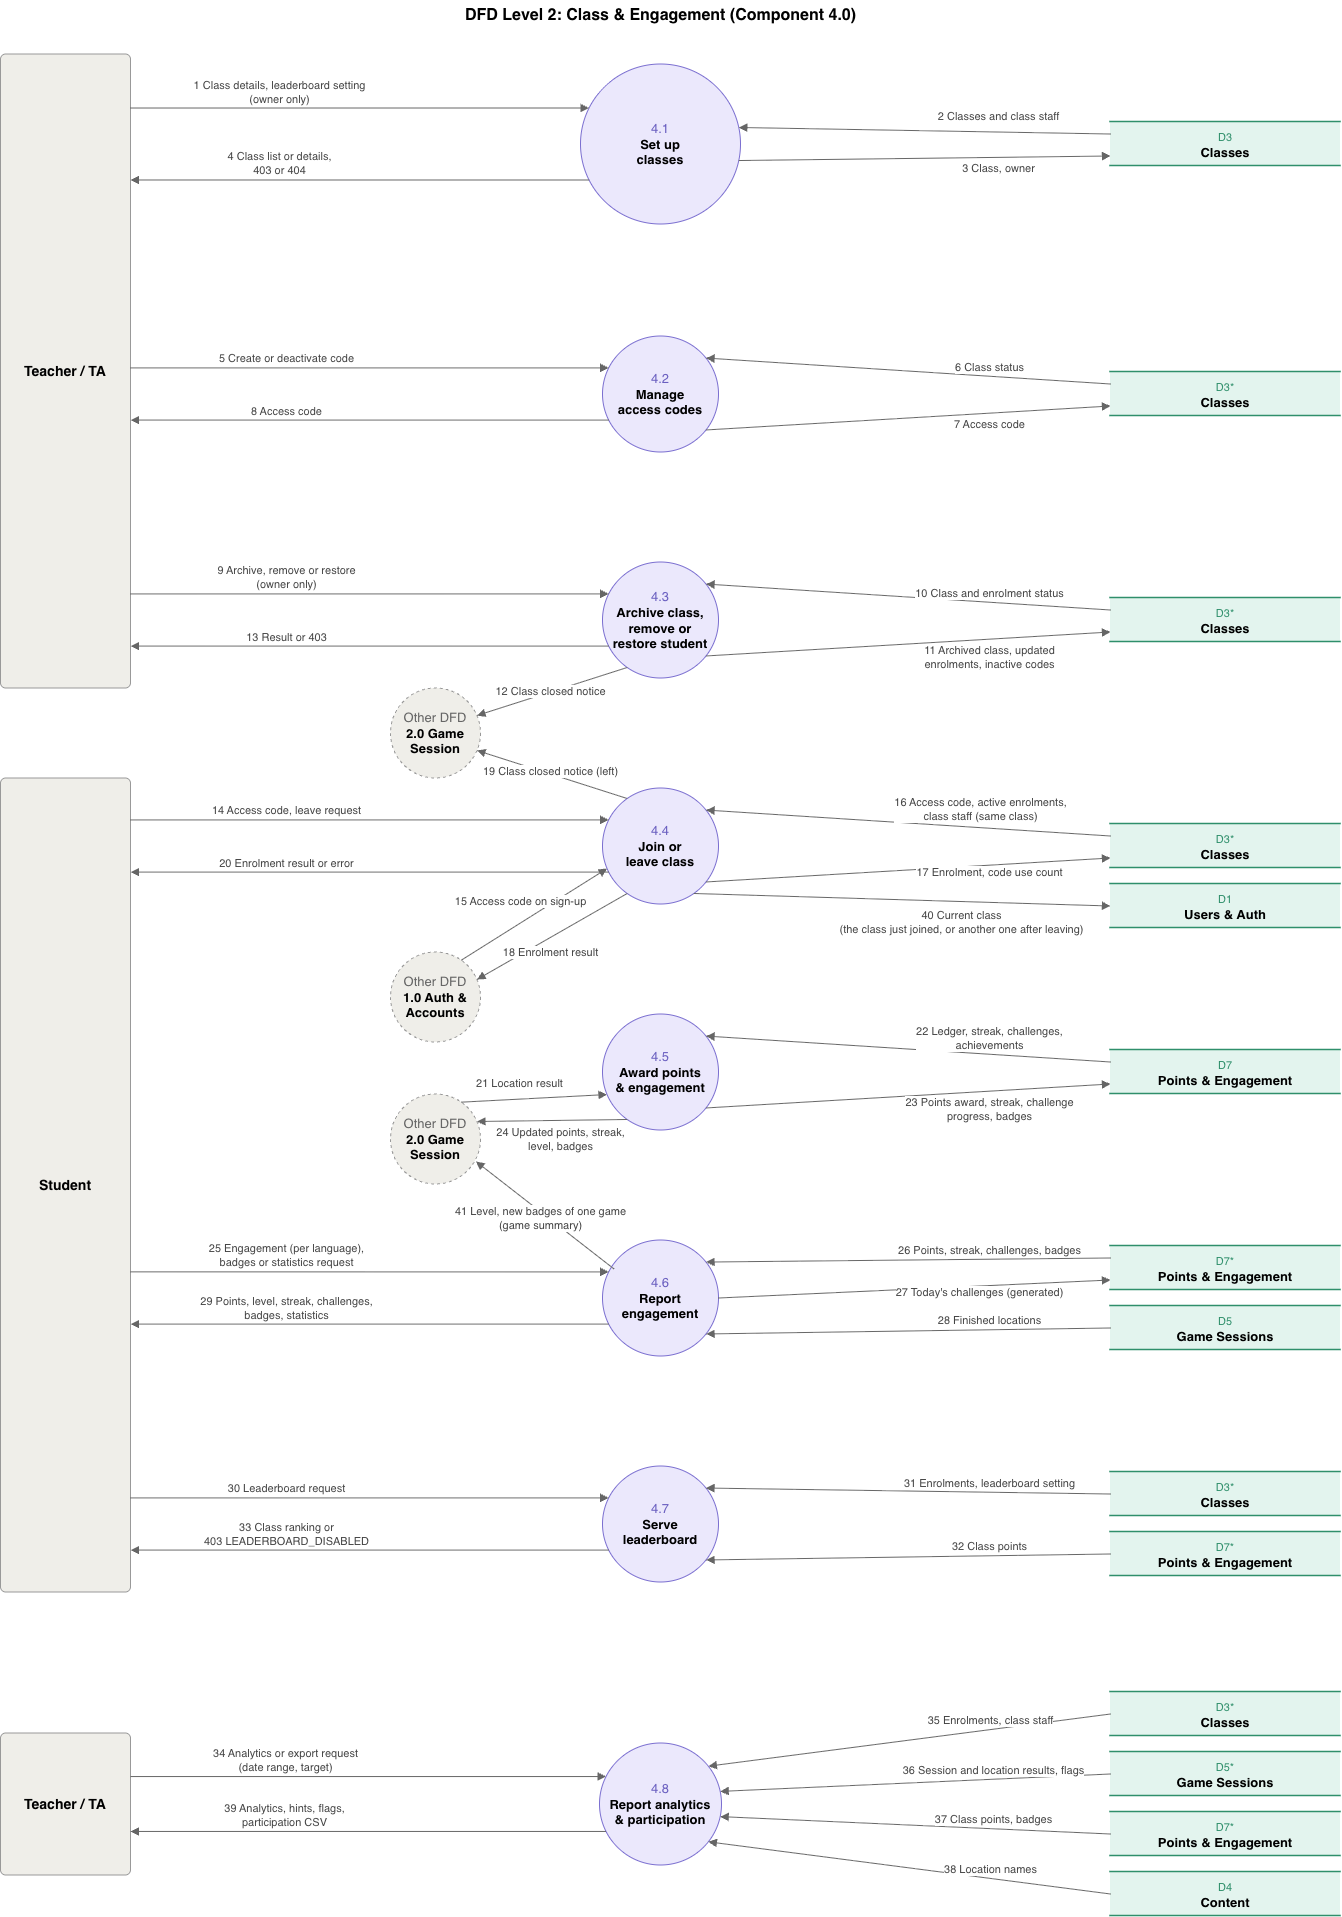 DFD Level 2: Class & Engagement (Component 4.0)
1 Class details, leaderboard setting
(owner only)
4.1
Set up
classes
2 Classes and class staff
D3
Classes
4 Class list or details,
403 or 404
3 Class, owner
Teacher / TA
5 Create or deactivate code
4.2
Manage
access codes
6 Class status
D3*
Classes
8 Access code
7 Access code
9 Archive, remove or restore
(owner only)
4.3
Archive class,
remove or
restore student
10 Class and enrolment status
D3*
Classes
13 Result or 403
11 Archived class, updated
enrolments, inactive codes
12 Class closed notice
Other DFD
2.0 Game
Session
19 Class closed notice (left)
14 Access code, leave request
4.4
Join or
leave class
16 Access code, active enrolments,
class staff (same class)
D3*
Classes
20 Enrolment result or error
17 Enrolment, code use count
15 Access code on sign-up
D1
Users & Auth
40 Current class
(the class just joined, or another one after leaving)
18 Enrolment result
Other DFD
1.0 Auth &
Accounts
4.5
Award points
& engagement
22 Ledger, streak, challenges,
achievements
D7
Points & Engagement
21 Location result
23 Points award, streak, challenge
progress, badges
Other DFD
2.0 Game
Session
24 Updated points, streak,
level, badges
Student
41 Level, new badges of one game
(game summary)
25 Engagement (per language),
badges or statistics request
4.6
Report
engagement
26 Points, streak, challenges, badges
D7*
Points & Engagement
27 Today's challenges (generated)
29 Points, level, streak, challenges,
badges, statistics
28 Finished locations
D5
Game Sessions
30 Leaderboard request
4.7
Serve
leaderboard
31 Enrolments, leaderboard setting
D3*
Classes
33 Class ranking or
403 LEADERBOARD_DISABLED
32 Class points
D7*
Points & Engagement
35 Enrolments, class staff
D3*
Classes
34 Analytics or export request
(date range, target)
Teacher / TA
4.8
Report analytics
& participation
36 Session and location results, flags
D5*
Game Sessions
39 Analytics, hints, flags,
participation CSV
37 Class points, badges
D7*
Points & Engagement
38 Location names
D4
Content